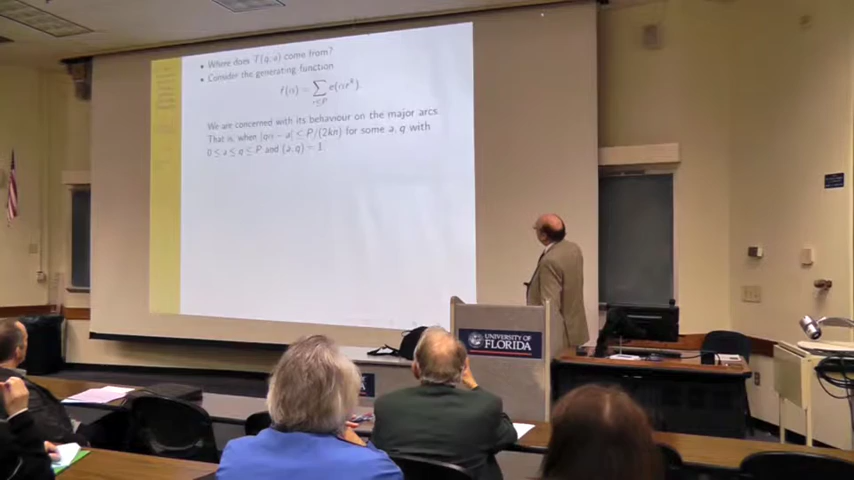 • Where does T(q, a) come from?
• Consider the generating function
f(α) = ∑ e(αr^k).
r≤P
We are concerned with its behaviour on the major arcs.
That is, when |qα − a| ≤ P/(2kn) for some a, q with
0 ≤ a ≤ q ≤ P and (a, q) = 1.
UNIVERSITY OF
FLORIDA